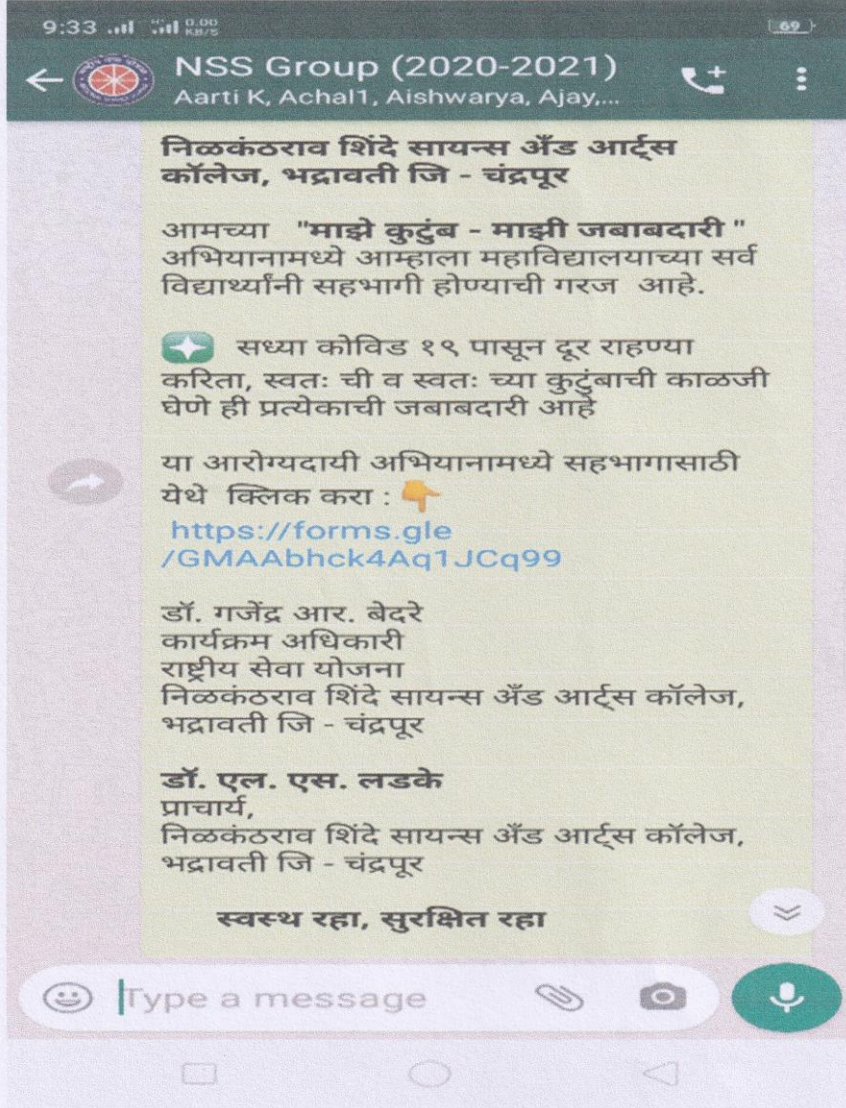 9:33
0.00
KB/S
69
NSS Group (2020-2021)
Aarti K, Achal1, Aishwarya, Ajay,...
निळकंठराव शिंदे सायन्स अँड आर्ट्स
कॉलेज, भद्रावती जि - चंद्रपूर
आमच्या "माझे कुटुंब - माझी जबाबदारी "
अभियानामध्ये आम्हाला महाविद्यालयाच्या सर्व
विद्यार्थ्यांनी सहभागी होण्याची गरज आहे.
सध्या कोविड १९ पासून दूर राहण्या
करिता, स्वतः ची व स्वतः च्या कुटुंबाची काळजी
घेणे ही प्रत्येकाची जबाबदारी आहे
या आरोग्यदायी अभियानामध्ये सहभागासाठी
येथे क्लिक करा :
https://forms.gle
/GMAAbhck4Aq1JCq99
डॉ. गजेंद्र आर. बेदरे
कार्यक्रम अधिकारी
राष्ट्रीय सेवा योजना
निळकंठराव शिंदे सायन्स अँड आर्ट्स कॉलेज,
भद्रावती जि - चंद्रपूर
डॉ. एल. एस. लडके
प्राचार्य,
निळकंठराव शिंदे सायन्स अँड आर्ट्स कॉलेज,
भद्रावती जि - चंद्रपूर
स्वस्थ रहा, सुरक्षित रहा
Type a message